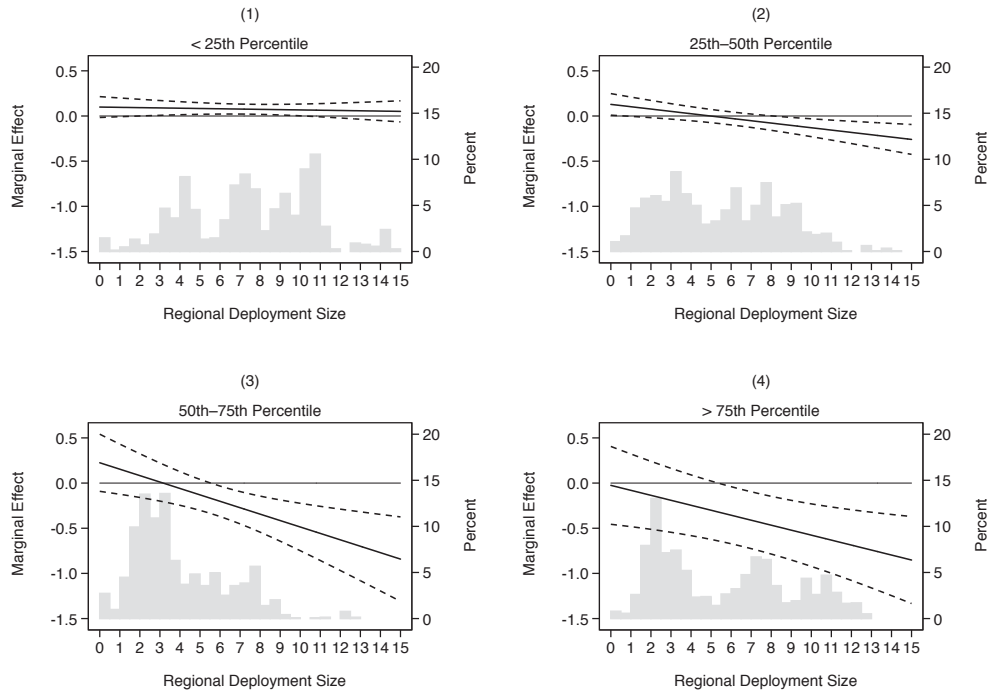 (1)
< 25th Percentile
0.5
0.0
-0.5
-1.0
-1.5
Marginal Effect
20
15
10
5
0
Percent
0 1 2 3 4 5 6 7 8 9 10 11 12 13 14 15
Regional Deployment Size
(2)
25th–50th Percentile
0.5
0.0
-0.5
-1.0
-1.5
Marginal Effect
20
15
10
5
0
Percent
0 1 2 3 4 5 6 7 8 9 10 11 12 13 14 15
Regional Deployment Size
(3)
50th–75th Percentile
0.5
0.0
-0.5
-1.0
-1.5
Marginal Effect
20
15
10
5
0
Percent
0 1 2 3 4 5 6 7 8 9 10 11 12 13 14 15
Regional Deployment Size
(4)
> 75th Percentile
0.5
0.0
-0.5
-1.0
-1.5
Marginal Effect
20
15
10
5
0
Percent
0 1 2 3 4 5 6 7 8 9 10 11 12 13 14 15
Regional Deployment Size